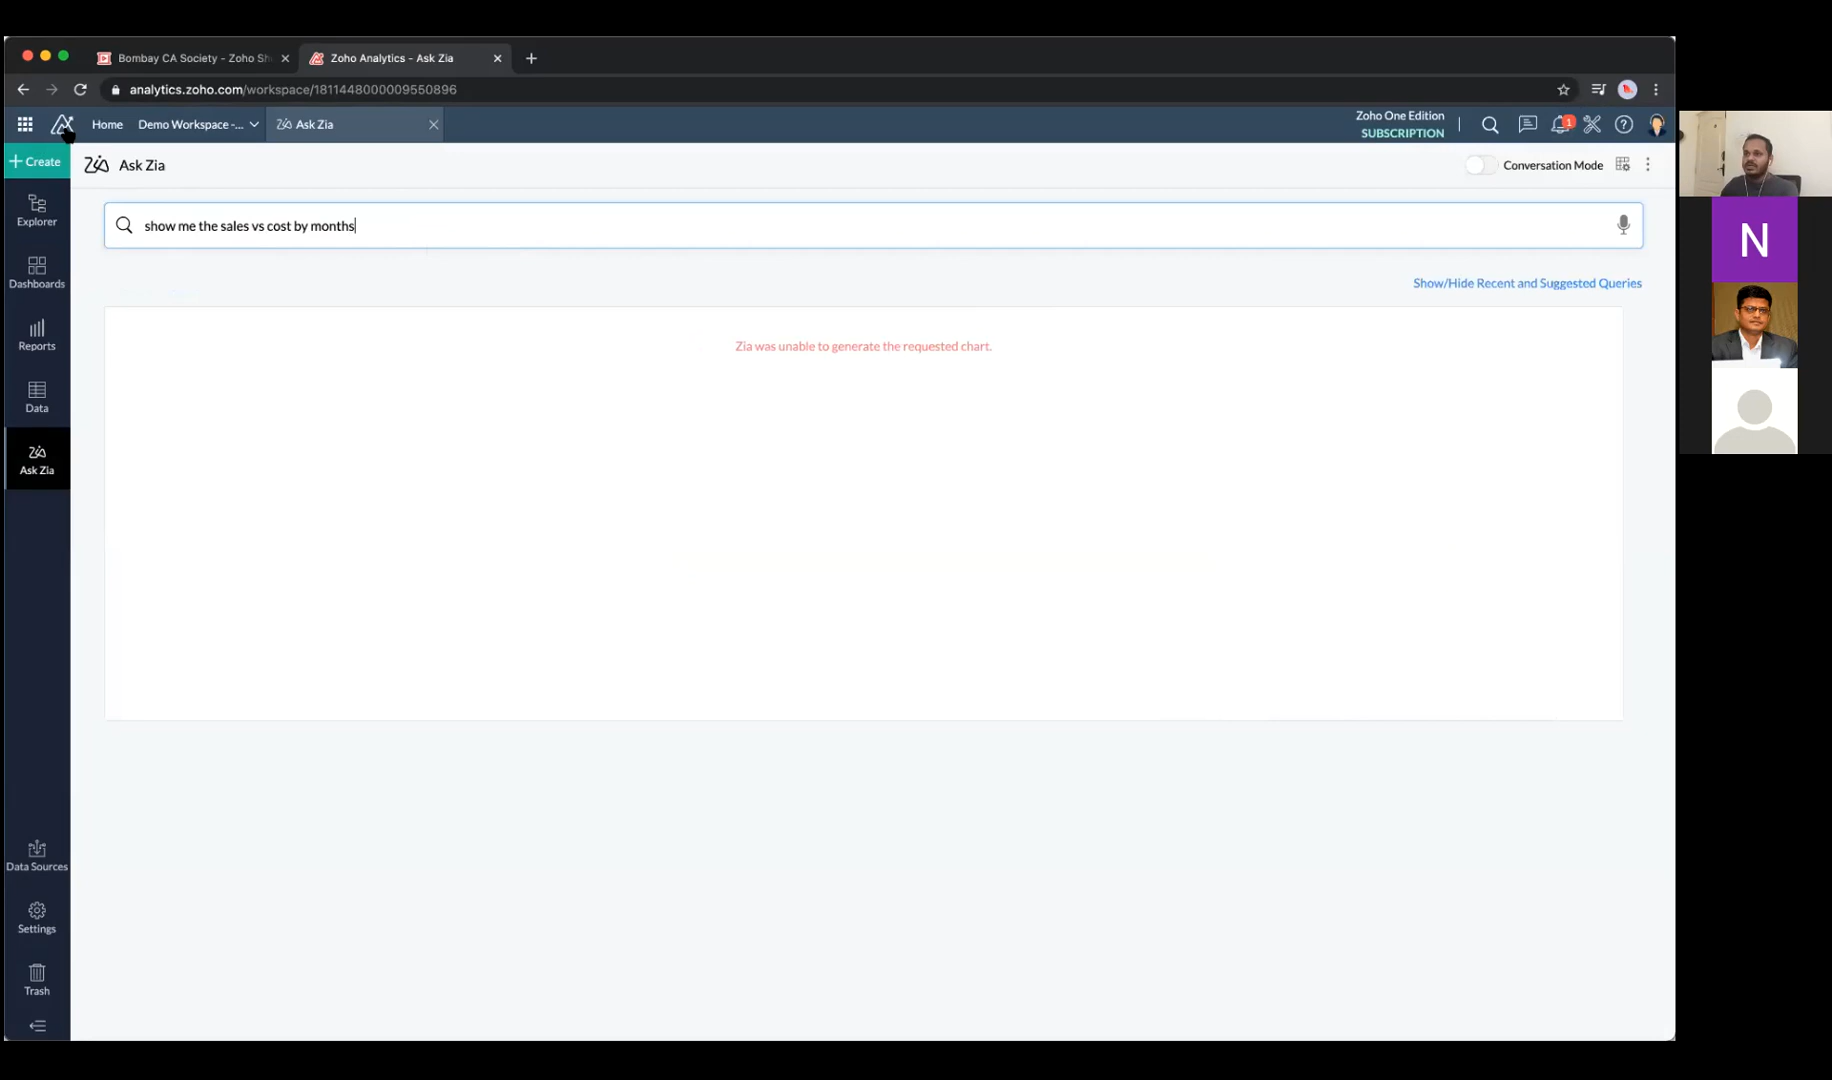 Bombay CA Society - Zoho Sh
Zoho Analytics - Ask Zia
analytics.zoho.com/workspace/1811448000009550896
Home
Demo Workspace -...
Ask Zia
Zoho One Edition
SUBSCRIPTION
1
Create
Ask Zia
Conversation Mode
Explorer
show me the sales vs cost by months
Dashboards
Show/Hide Recent and Suggested Queries
Reports
Zia was unable to generate the requested chart.
Data
Zia
Ask Zia
Data Sources
Settings
Trash
N